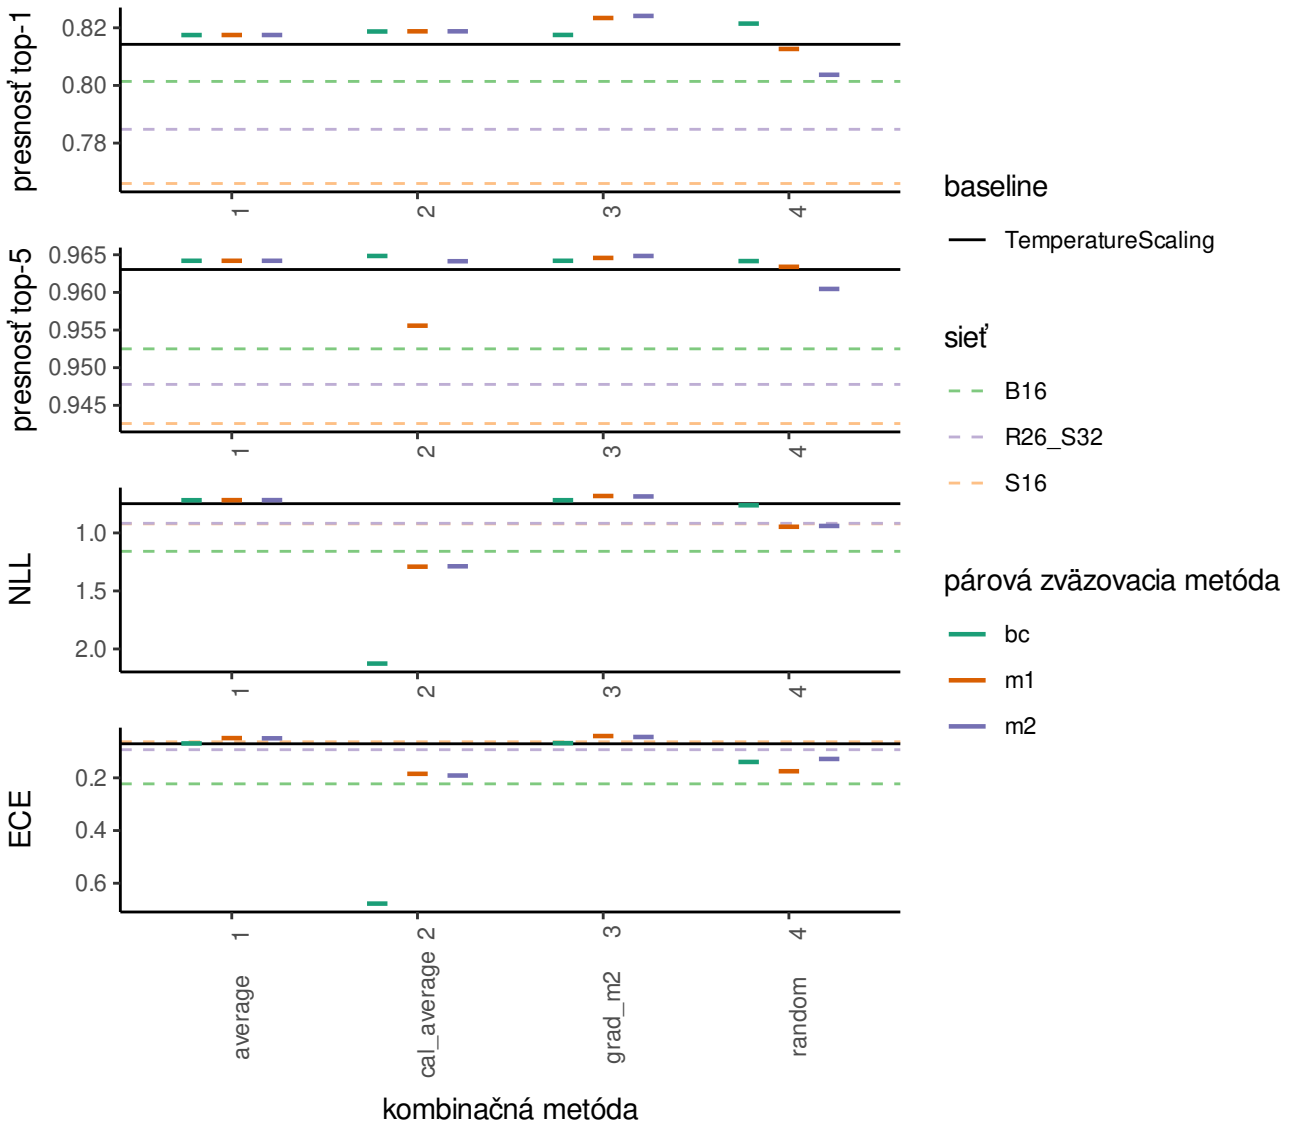 presnosť top-1
0.82
0.80
0.78
1
2
3
4
presnosť top-5
0.965
0.960
0.955
0.950
0.945
1
2
3
4
NLL
1.0
1.5
2.0
1
2
3
4
ECE
0.2
0.4
0.6
average 1
cal_average 2
grad_m2 3
random 4
kombinačná metóda
baseline
TemperatureScaling
sieť
B16
R26_S32
S16
párová zväzovacia metóda
bc
m1
m2